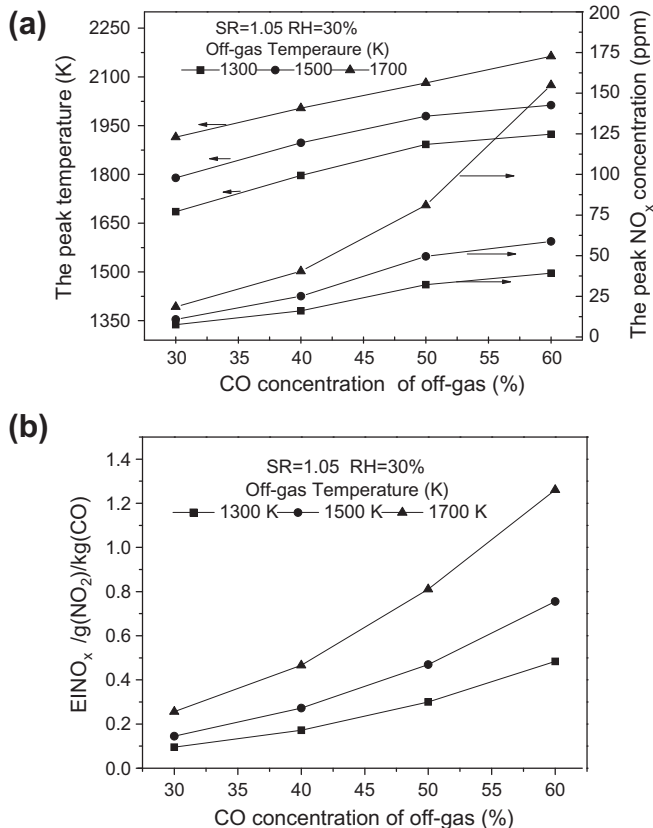 (a)
SR=1.05 RH=30%
Off-gas Temperaure (K)
1300 1500 1700
2250
2100
1950
1800
1650
1500
1350
The peak temperature (K)
200
175
150
125
100
75
50
25
0
The peak NOx concentration (ppm)
30 35 40 45 50 55 60
CO concentration of off-gas (%)
(b)
SR=1.05 RH=30%
Off-gas Temperature (K)
1300 K 1500 K 1700 K
1.4
1.2
1.0
0.8
0.6
0.4
0.2
0.0
EINOx /g(NO2)/kg(CO)
30 35 40 45 50 55 60
CO concentration of off-gas (%)